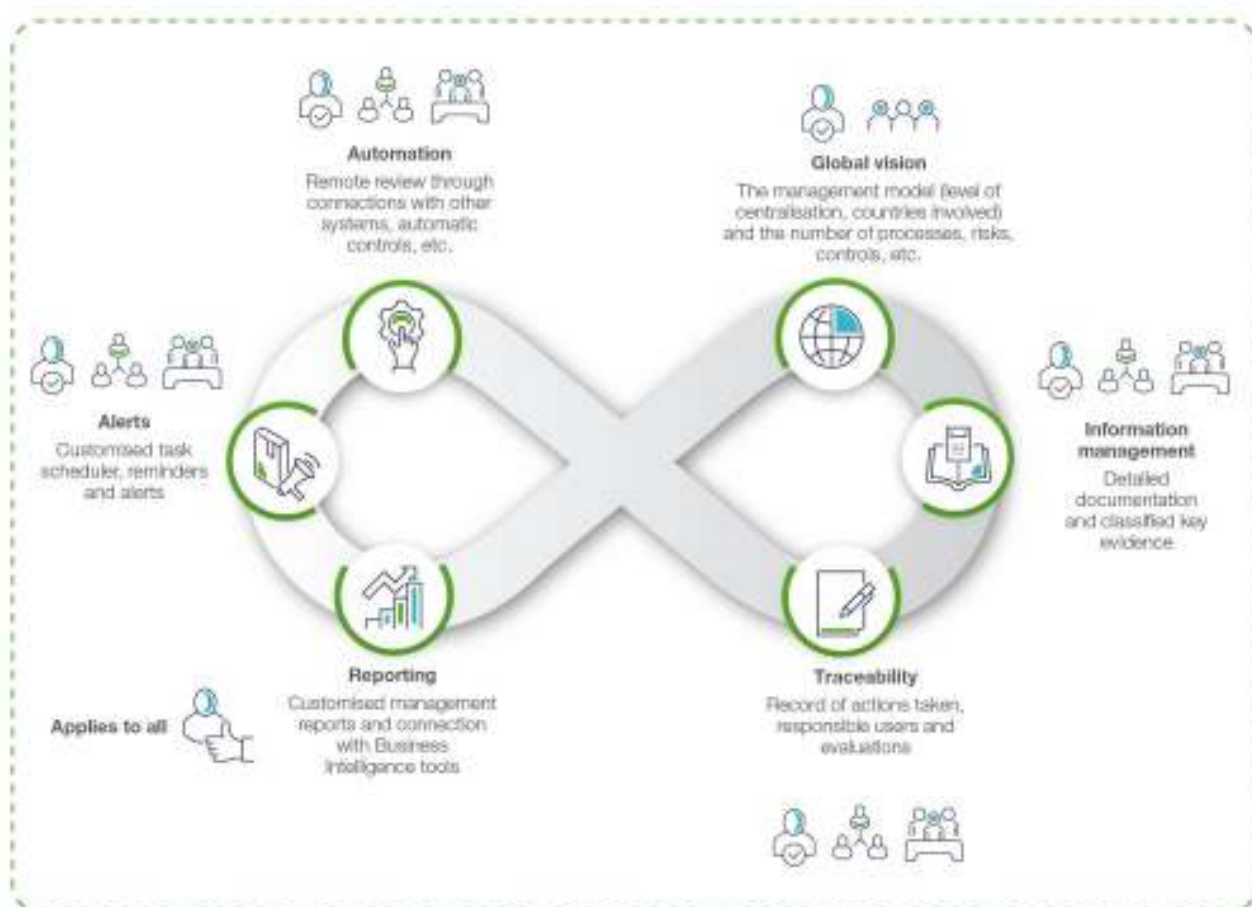 Automation
Remote review through
connections with other
systems, automatic
controls, etc.
Global vision
The management model (level of
centralisation, countries involved)
and the number of processes, risks,
controls, etc.
Alerts
Customised task
scheduler, reminders
and alerts
Information
management
Detailed
documentation
and classified key
evidence
Reporting
Customised management
reports and connection
with Business
Intelligence tools
Traceability
Record of actions taken,
responsible users and
evaluations
Applies to all